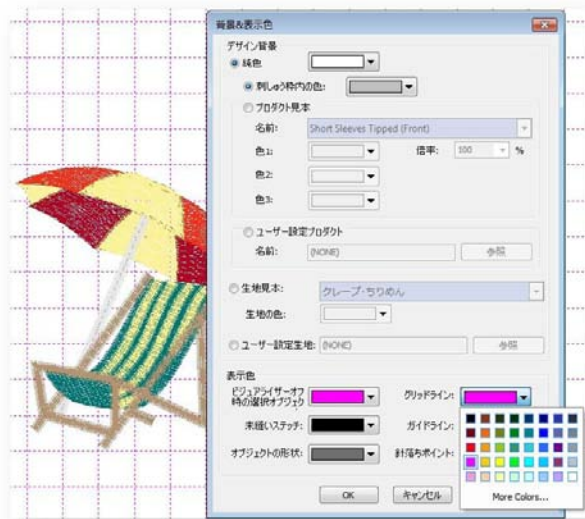 背景&表示色
デザイン背景
純色
刺しゅう枠内の色:
プロダクト見本
名前: Short Sleeves Tipped (Front)
色1: 倍率: 100 %
色2:
色3:
ユーザー設定プロダクト
名前: (NONE) 参照
生地見本: クレープ・ちりめん
生地の色:
ユーザー設定生地: (NONE) 参照
表示色
ビジュアライザーオフ
時の選択オブジェクト
グリッドライン:
未縫いステッチ: ガイドライン:
オブジェクトの形状: 針落ちポイント:
OK キャンセル
More Colors...